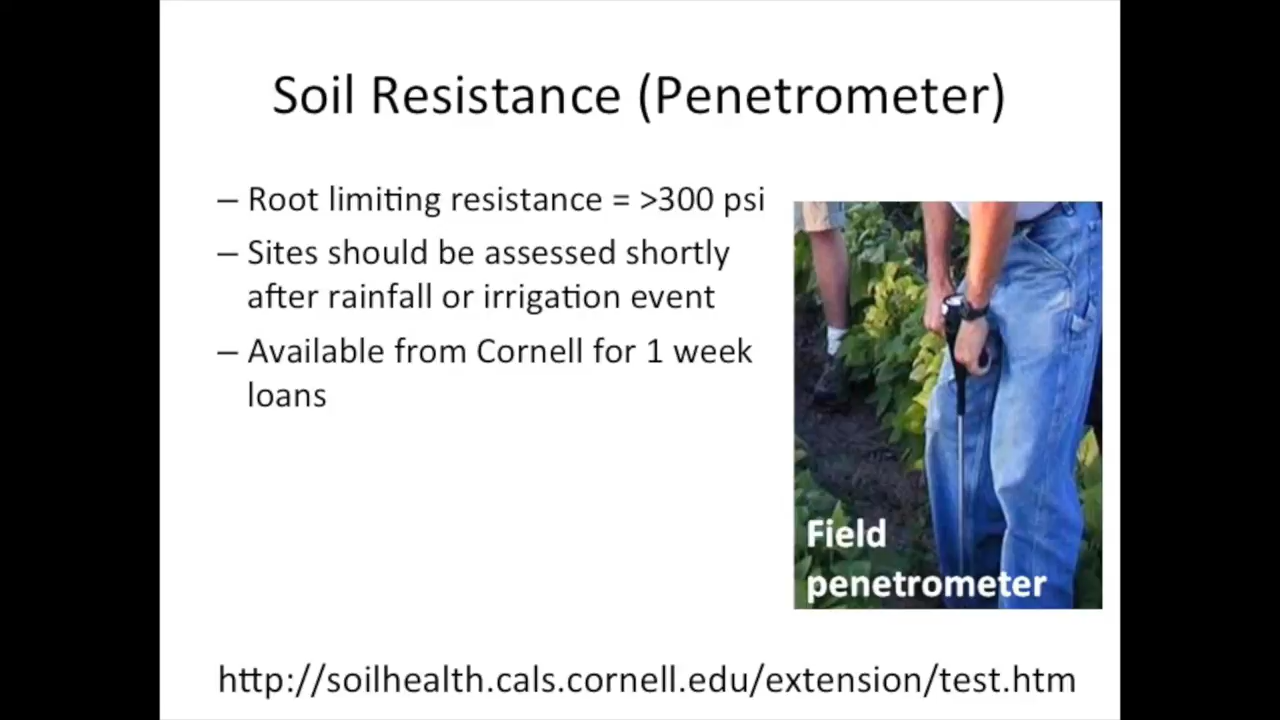 Soil Resistance (Penetrometer)
– Root limiting resistance = >300 psi
– Sites should be assessed shortly
after rainfall or irrigation event
– Available from Cornell for 1 week
loans
Field
penetrometer
http://soilhealth.cals.cornell.edu/extension/test.htm